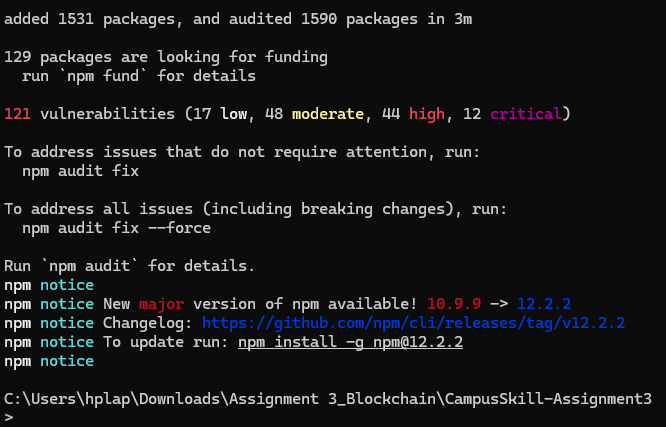 added 1531 packages, and audited 1590 packages in 3m
129 packages are looking for funding
run `npm fund` for details
121 vulnerabilities (17 low, 48 moderate, 44 high, 12 critical)
To address issues that do not require attention, run:
npm audit fix
To address all issues (including breaking changes), run:
npm audit fix --force
Run `npm audit` for details.
npm notice
npm notice New major version of npm available! 10.9.9 -> 12.2.2
npm notice Changelog: https://github.com/npm/cli/releases/tag/v12.2.2
npm notice To update run: npm install -g npm@12.2.2
npm notice
C:\Users\hplap\Downloads\Assignment 3_Blockchain\CampusSkill-Assignment3
>